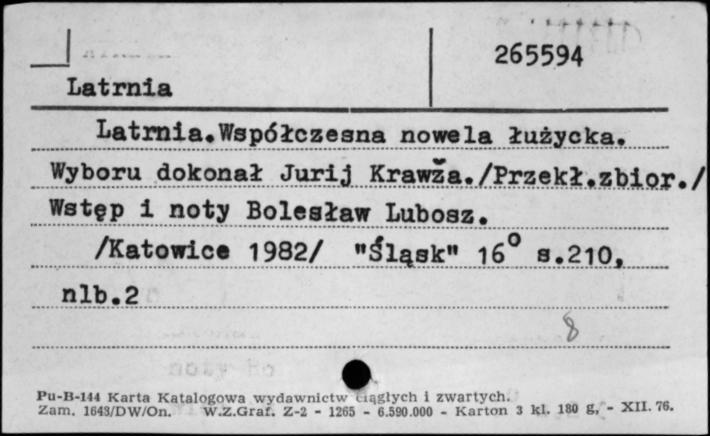 265594
Latrnia
Latrnia.Współczesna nowela łużycka.
Wyboru dokonał Jurij Krawža./Przekł.zbior./
Wstęp i noty Bolesław Lubosz.
/Katowice 1982/ "Śląsk" 16° s.210,
nlb.2
8
Pu-B-144 Karta Katalogowa wydawnictw ciągłych i zwartych.
Zam. 1643/DW/On. W.Z.Graf. Z-2 - 1265 - 6.590.000 - Karton 3 kl. 180 g. - XII. 76.